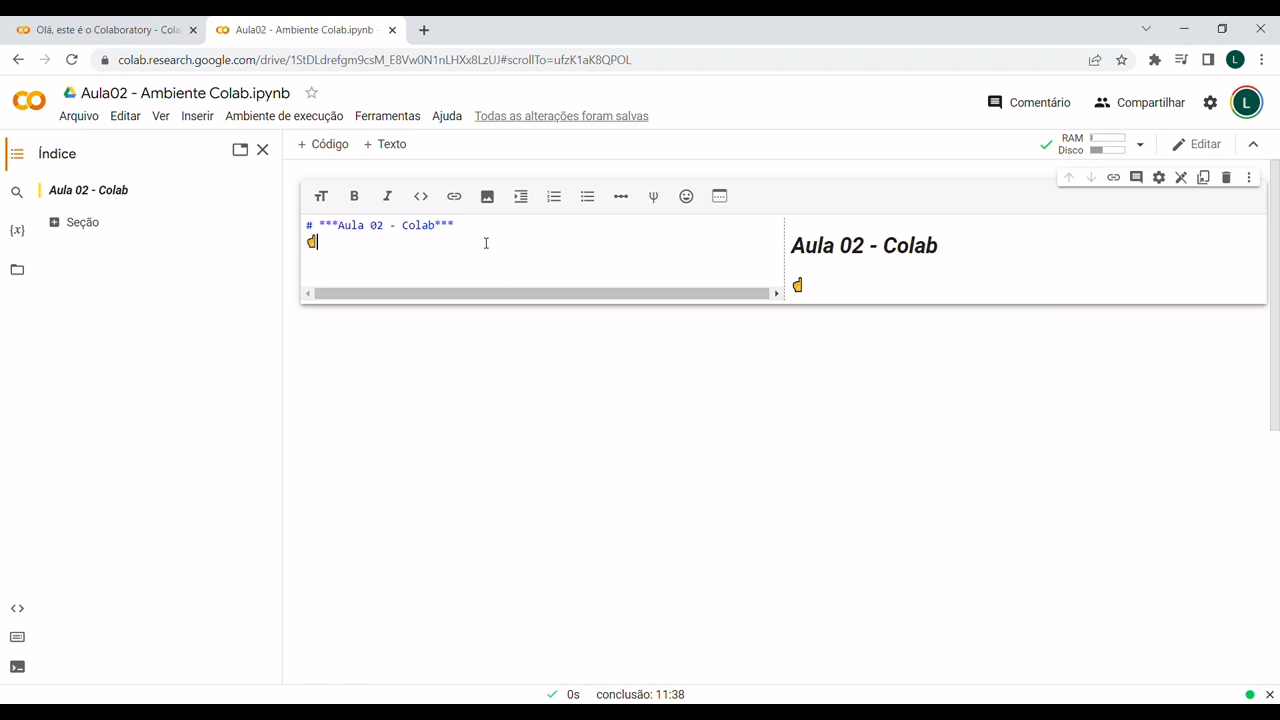 Olá, este é o Colaboratory - Cola
Aula02 - Ambiente Colab.ipynb -
colab.research.google.com/drive/1StDLdrefgm9csM_E8Vw0N1nLHXx8ErUJ#scrollTo=ufzK1aK8QPOL
L
Aula02 - Ambiente Colab.ipynb
Arquivo Editar Ver Inserir Ambiente de execução Ferramentas Ajuda Todas as alterações foram salvas
Comentário Compartilhar L
Índice
Aula 02 - Colab
+ Seção
+ Código + Texto
RAM
Disco
Editar
# ***Aula 02 - Colab***
☝
Aula 02 - Colab
☝
0s conclusão: 11:38